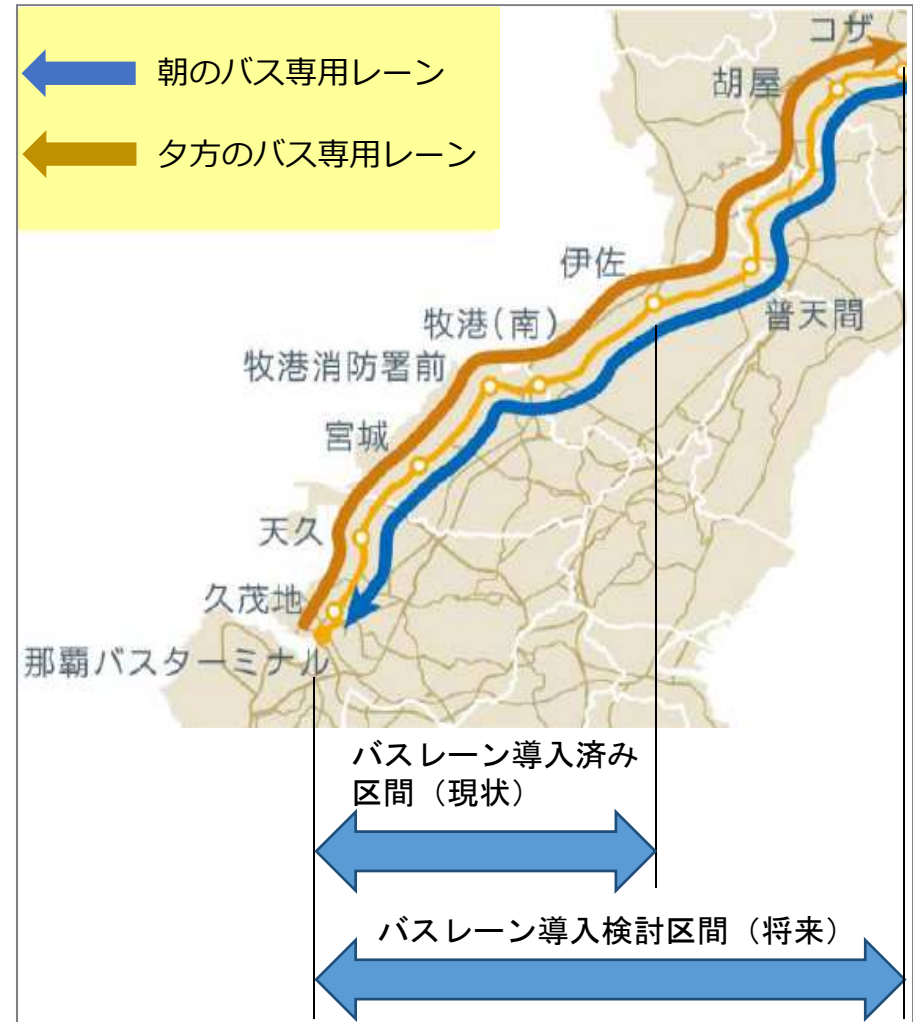 朝のバス専用レーン
夕方のバス専用レーン
コザ
胡屋
伊佐
普天間
牧港(南)
牧港消防署前
宮城
天久
久茂地
那覇バスターミナル
バスレーン導入済み
区間（現状）
バスレーン導入検討区間（将来）